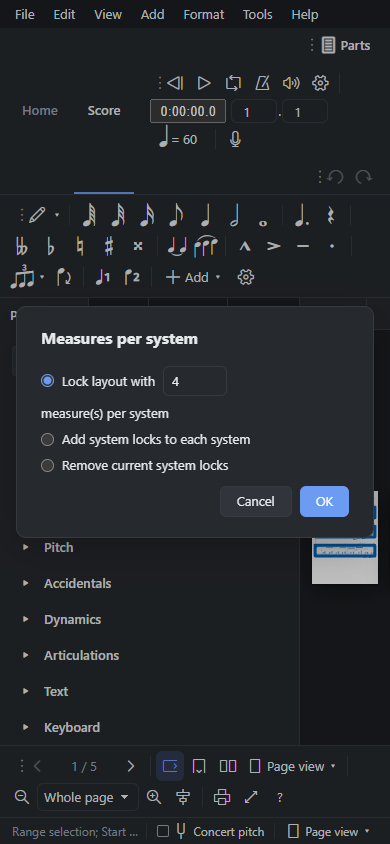 File Edit View Add Format Tools Help
Parts
Home Score 0:00:00.0 1 . 1
= 60
3 1 2 Add
Measures per system
Lock layout with 4
measure(s) per system
Add system locks to each system
Remove current system locks
Cancel OK
Pitch
Accidentals
Dynamics
Articulations
Text
Keyboard
1 / 5 Page view
Whole page ?
Range selection; Start ... Concert pitch Page view